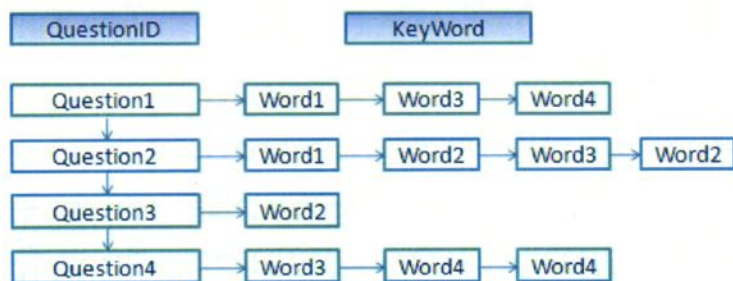 QuestionID KeyWord
Question1 Word1 Word3 Word4
Question2 Word1 Word2 Word3 Word2
Question3 Word2
Question4 Word3 Word4 Word4